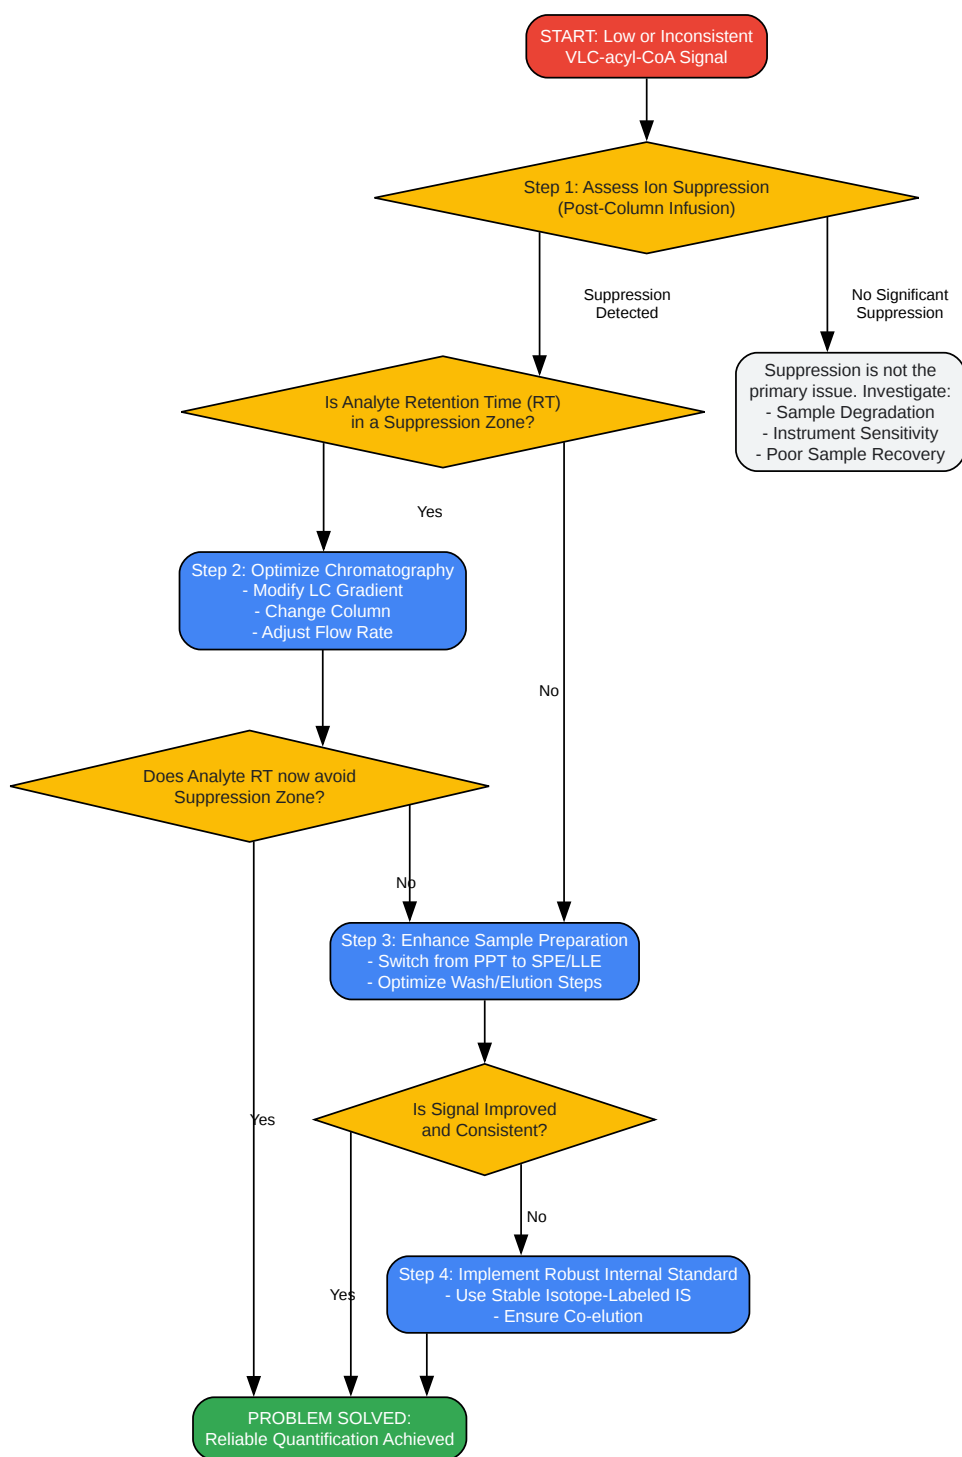 START: Low or Inconsistent
VLC-acyl-CoA Signal
Step 1: Assess Ion Suppression
(Post-Column Infusion)
Suppression
Detected
No Significant
Suppression
Is Analyte Retention Time (RT)
in a Suppression Zone?
Suppression is not the
primary issue. Investigate:
- Sample Degradation
- Instrument Sensitivity
- Poor Sample Recovery
Yes
Step 2: Optimize Chromatography
- Modify LC Gradient
- Change Column
- Adjust Flow Rate
No
Does Analyte RT now avoid
Suppression Zone?
No
Step 3: Enhance Sample Preparation
- Switch from PPT to SPE/LLE
- Optimize Wash/Elution Steps
Yes
Is Signal Improved
and Consistent?
No
Yes
Step 4: Implement Robust Internal Standard
- Use Stable Isotope-Labeled IS
- Ensure Co-elution
PROBLEM SOLVED:
Reliable Quantification Achieved